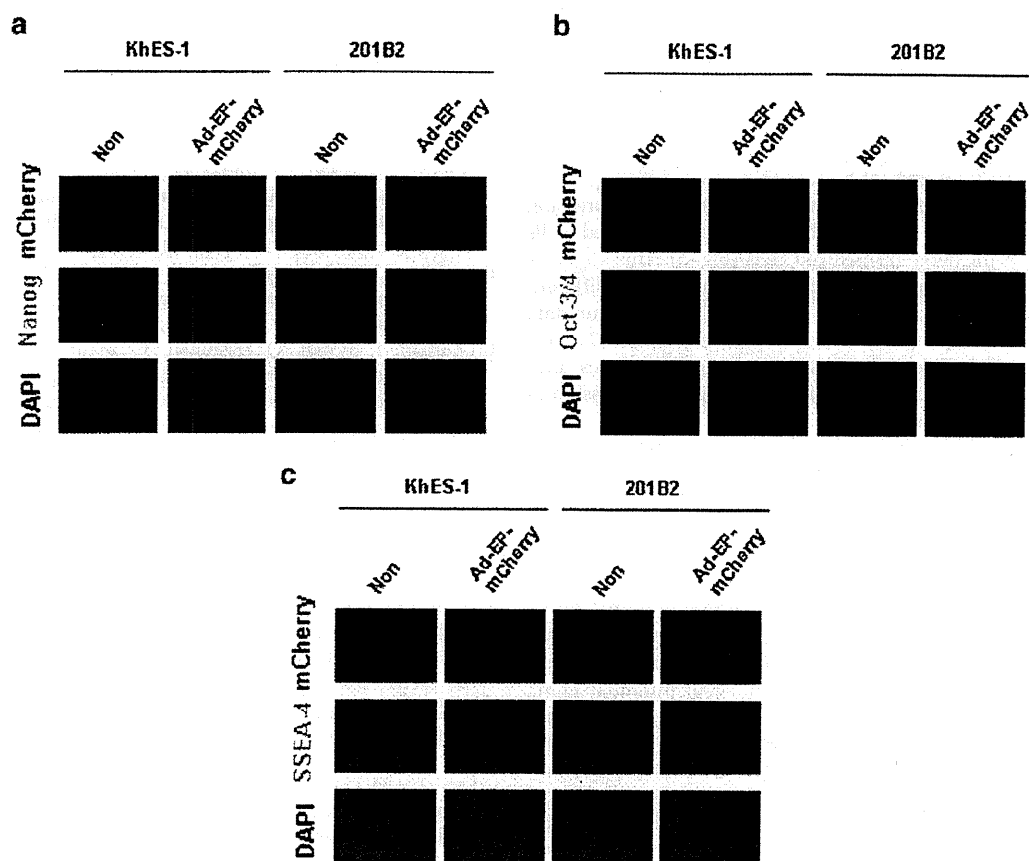 a
KhES-1 201B2
Non Ad-EF-mCherry Non Ad-EF-mCherry
mCherry
Nanog
DAPI
b
KhES-1 201B2
Non Ad-EF-mCherry Non Ad-EF-mCherry
mCherry
Oct-3/4
DAPI
c
KhES-1 201B2
Non Ad-EF-mCherry Non Ad-EF-mCherry
mCherry
SSEA-4
DAPI